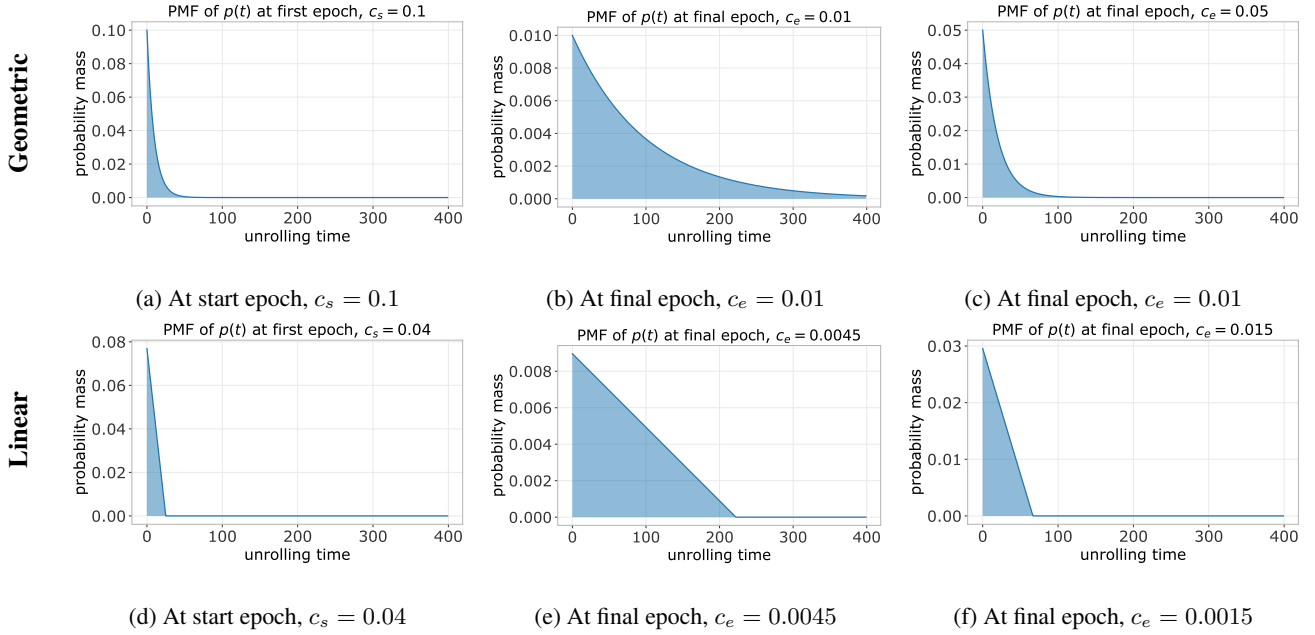 Geometric
PMF of p(t) at first epoch, c_s = 0.1
probability mass
0.10
0.08
0.06
0.04
0.02
0.00
0 100 200 300 400
unrolling time
(a) At start epoch, c_s = 0.1
PMF of p(t) at final epoch, c_e = 0.01
probability mass
0.010
0.008
0.006
0.004
0.002
0.000
0 100 200 300 400
unrolling time
(b) At final epoch, c_e = 0.01
PMF of p(t) at final epoch, c_e = 0.05
probability mass
0.05
0.04
0.03
0.02
0.01
0.00
0 100 200 300 400
unrolling time
(c) At final epoch, c_e = 0.01
Linear
PMF of p(t) at first epoch, c_s = 0.04
probability mass
0.08
0.06
0.04
0.02
0.00
0 100 200 300 400
unrolling time
(d) At start epoch, c_s = 0.04
PMF of p(t) at final epoch, c_e = 0.0045
probability mass
0.008
0.006
0.004
0.002
0.000
0 100 200 300 400
unrolling time
(e) At final epoch, c_e = 0.0045
PMF of p(t) at final epoch, c_e = 0.015
probability mass
0.03
0.02
0.01
0.00
0 100 200 300 400
unrolling time
(f) At final epoch, c_e = 0.0015